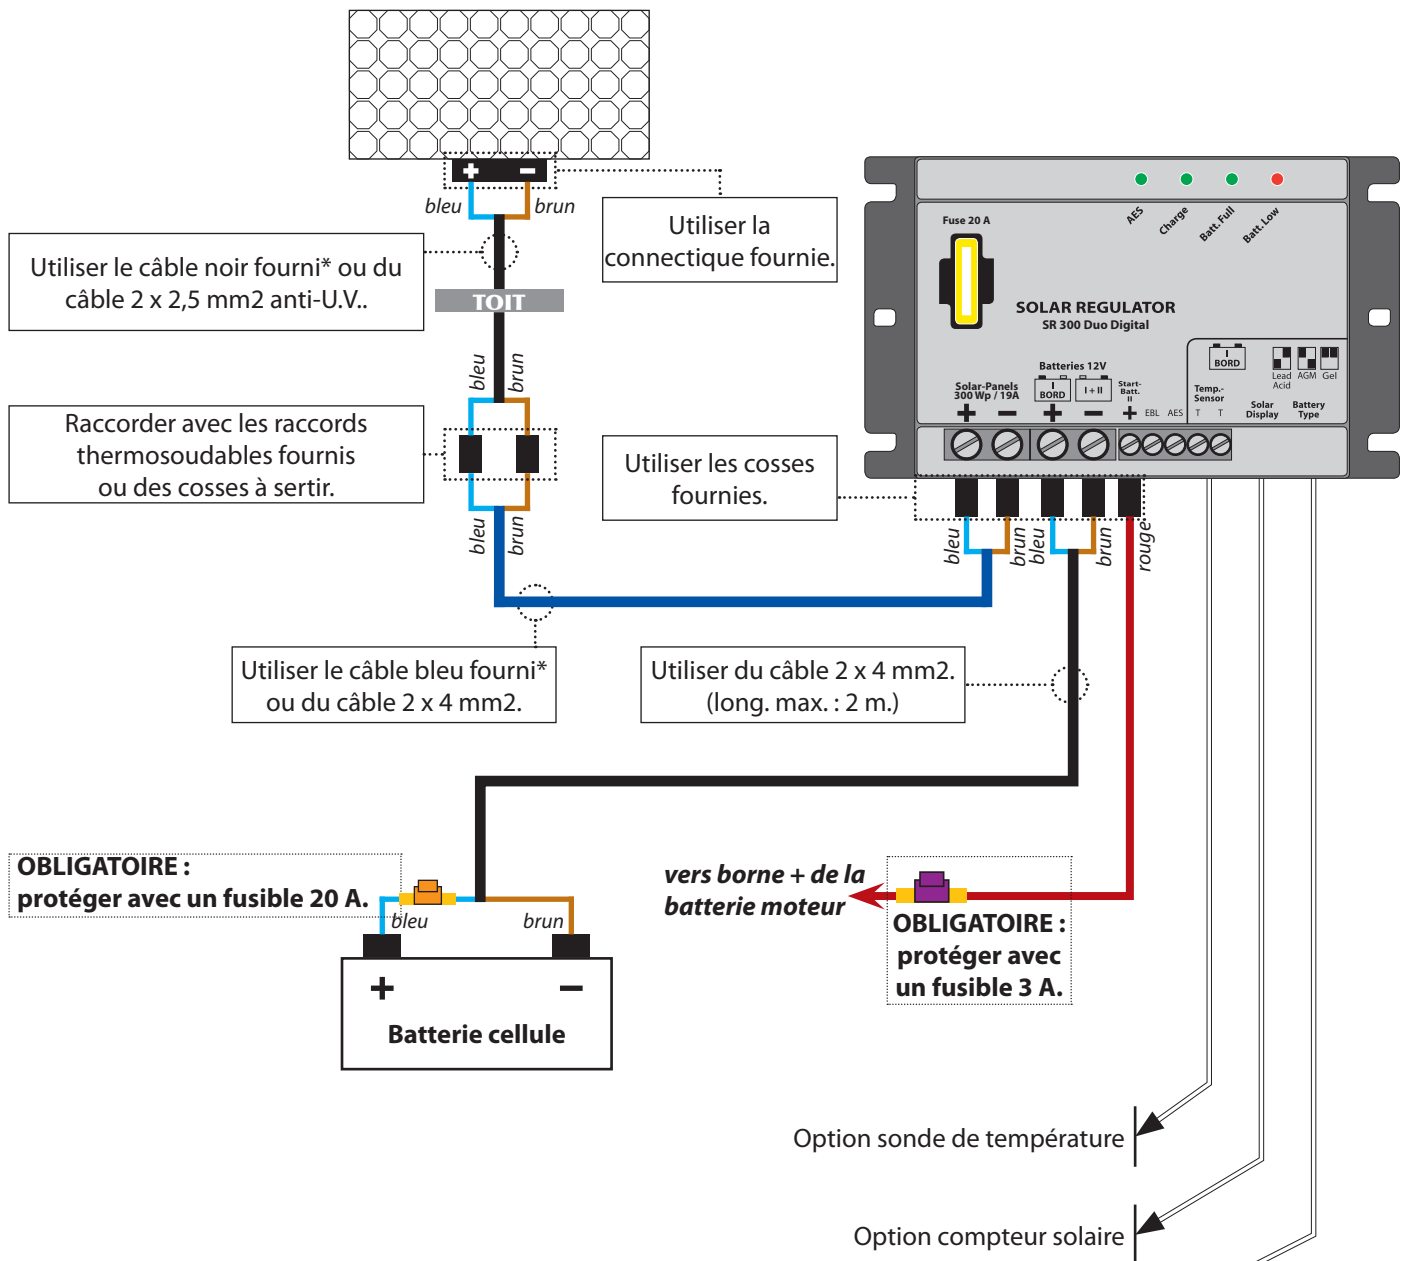 + −
bleu
brun
Utiliser la
connectique fournie.
Utiliser le câble noir fourni* ou du
câble 2 x 2,5 mm2 anti-U.V..
TOIT
bleu
brun
Raccorder avec les raccords
thermosoudables fournis
ou des cosses à sertir.
bleu
brun
Utiliser les cosses
fournies.
AES
Charge
Batt. Full
Batt. Low
Fuse 20 A
SOLAR REGULATOR
SR 300 Duo Digital
Batteries 12V
Solar-Panels
300 Wp / 19A
I
BORD
I + II
Start-
Batt.
II
I
BORD
Temp.-
Sensor
Lead
Acid
AGM
Gel
Solar
Display
Battery
Type
+ − + − + EBL AES T T
bleu
brun
bleu
brun
rouge
Utiliser le câble bleu fourni*
ou du câble 2 x 4 mm2.
Utiliser du câble 2 x 4 mm2.
(long. max. : 2 m.)
OBLIGATOIRE :
protéger avec un fusible 20 A.
bleu
brun
+ −
Batterie cellule
vers borne + de la
batterie moteur
OBLIGATOIRE :
protéger avec
un fusible 3 A.
Option sonde de température
Option compteur solaire